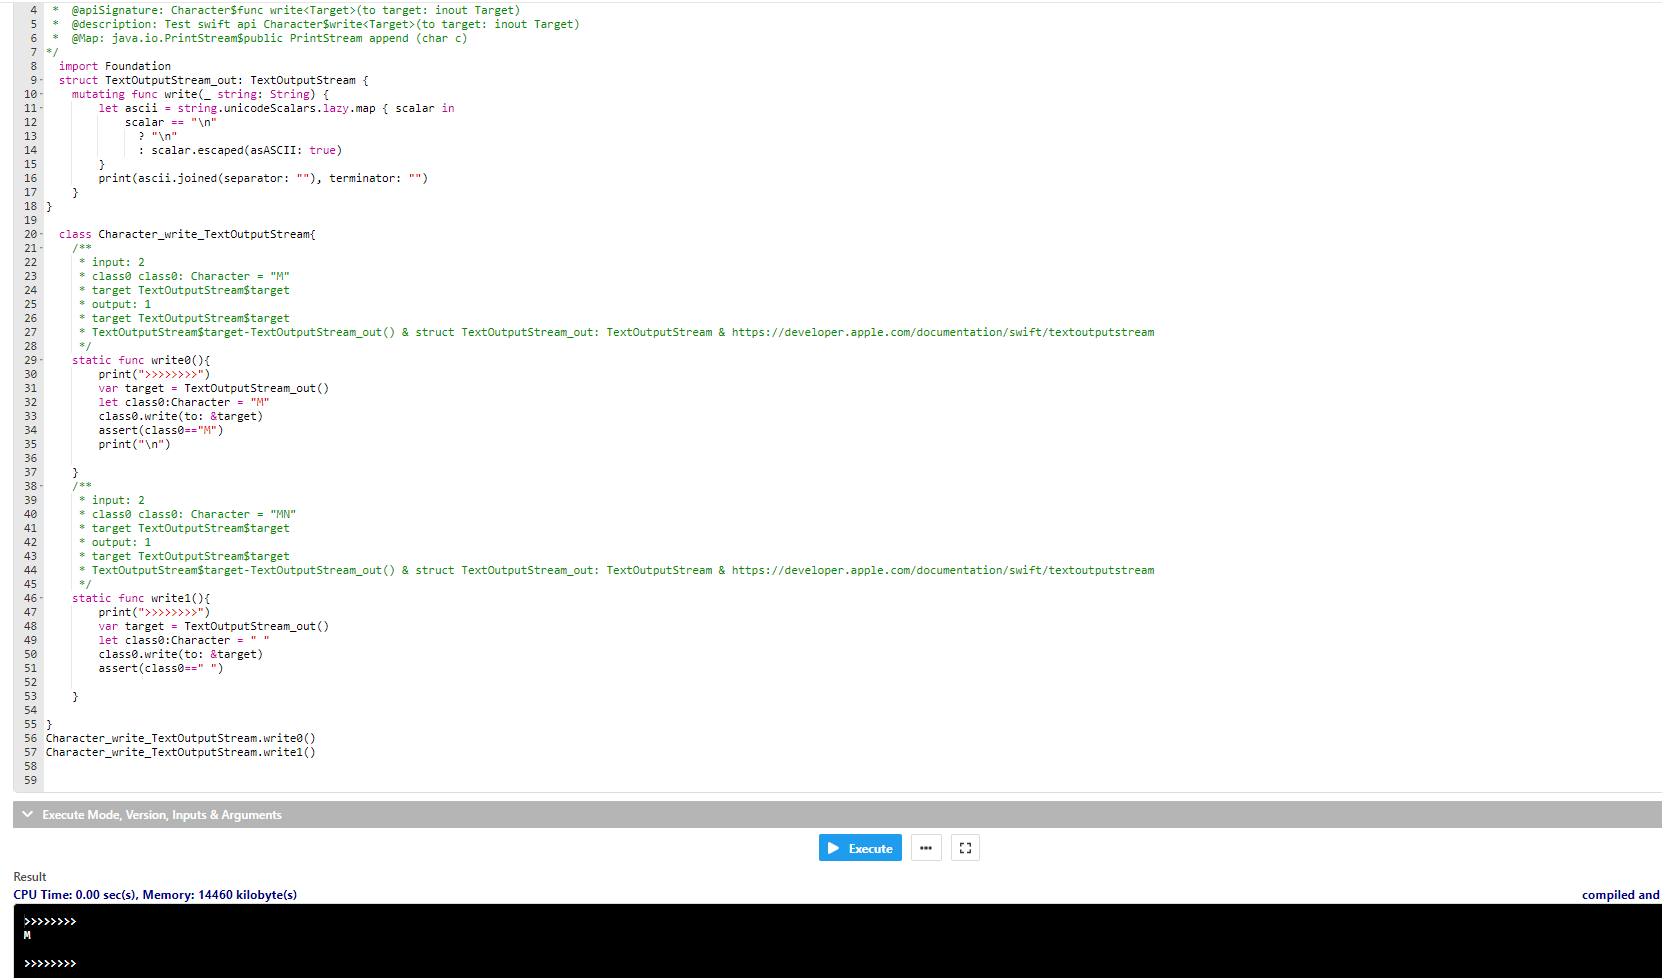 4 * @apiSignature: Character$func write<Target>(to target: inout Target)
5 * @description: Test swift api Character$write<Target>(to target: inout Target)
6 * @Map: java.io.PrintStream$public PrintStream append (char c)
7 */
8 import Foundation
9 struct TextOutputStream_out: TextOutputStream {
10 mutating func write(_ string: String) {
11 let ascii = string.unicodeScalars.lazy.map { scalar in
12 scalar == "\n"
13 ? "\n"
14 : scalar.escaped(asASCII: true)
15 }
16 print(ascii.joined(separator: ""), terminator: "")
17 }
18 }
19
20 class Character_write_TextOutputStream{
21 /**
22 * input: 2
23 * class0 class0: Character = "M"
24 * target TextOutputStream$target
25 * output: 1
26 * target TextOutputStream$target
27 * TextOutputStream$target-TextOutputStream_out() & struct TextOutputStream_out: TextOutputStream & https://developer.apple.com/documentation/swift/textoutputstream
28 */
29 static func write0(){
30 print(">>>>>>>>")
31 var target = TextOutputStream_out()
32 let class0:Character = "M"
33 class0.write(to: &target)
34 assert(class0=="M")
35 print("\n")
36
37 }
38 /**
39 * input: 2
40 * class0 class0: Character = "MN"
41 * target TextOutputStream$target
42 * output: 1
43 * target TextOutputStream$target
44 * TextOutputStream$target-TextOutputStream_out() & struct TextOutputStream_out: TextOutputStream & https://developer.apple.com/documentation/swift/textoutputstream
45 */
46 static func write1(){
47 print(">>>>>>>>")
48 var target = TextOutputStream_out()
49 let class0:Character = " "
50 class0.write(to: &target)
51 assert(class0==" ")
52
53 }
54
55 }
56 Character_write_TextOutputStream.write0()
57 Character_write_TextOutputStream.write1()
58
59
Execute Mode, Version, Inputs & Arguments
Execute
Result
CPU Time: 0.00 sec(s), Memory: 14460 kilobyte(s) compiled and
>>>>>>>>
M
>>>>>>>>